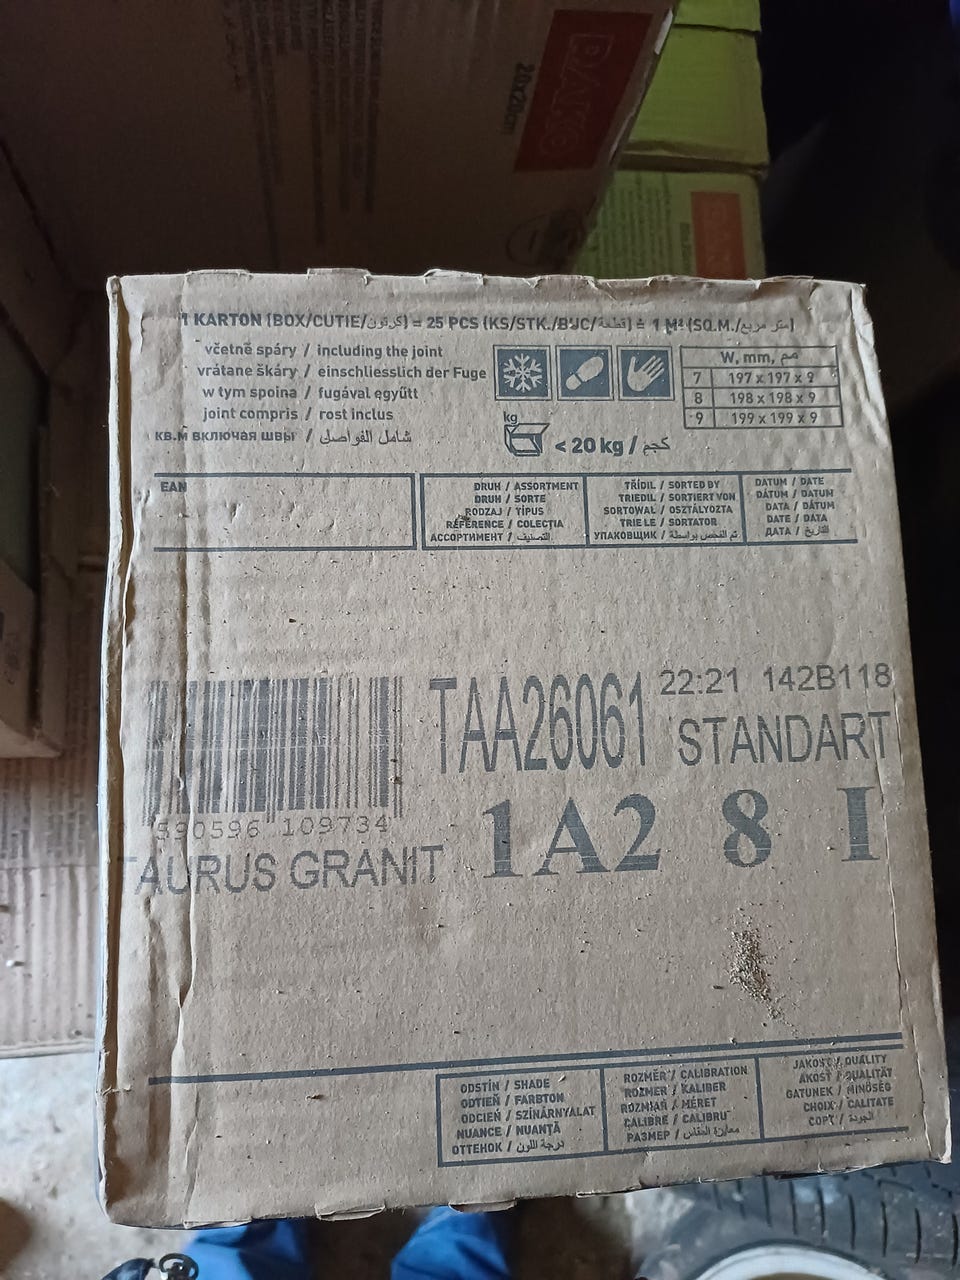 20x20cm
1 KARTON (BOX/CUTIE/كرتون) = 25 PCS (KS/STK./BUC/قطعة) ≐ 1 M² (SQ.M./متر مربع)
včetně spáry / including the joint
vrátane škáry / einschliesslich der Fuge
w tym spoina / fugával együtt
joint compris / rost inclus
КВ.М ВКЛЮЧАЯ ШВЫ / شامل الفواصل
W, mm, مم
7 197 x 197 x 9
8 198 x 198 x 9
9 199 x 199 x 9
kg
< 20 kg / كجم
EAN
DRUH / ASSORTMENT
DRUH / SORTE
RODZAJ / TÍPUS
RÉFÉRENCE / COLECŢIA
АССОРТИМЕНТ / التصنيف
TŘÍDIL / SORTED BY
TRIEDIL / SORTIERT VON
SORTOWAŁ / OSZTÁLYOZTA
TRIE LE / SORTATOR
УПАКОВЩИК / تم الفحص بواسطة
DATUM / DATE
DÁTUM / DATUM
DATA / DÁTUM
DATE / DATA
ДАТА / التاريخ
TAA26061 22:21 142B118
STANDART
590596 109734
TAURUS GRANIT 1A2 8 I
ODSTÍN / SHADE
ODTIEŇ / FARBTON
ODCIEŃ / SZÍNÁRNYALAT
NUANCE / NUANŢĂ
ОТТЕНОК / درجة اللون
ROZMĚR / CALIBRATION
ROZMER / KALIBER
ROZMIAR / MÉRET
CALIBRE / CALIBRU
РАЗМЕР / معايرة المقاس
JAKOST / QUALITY
AKOSŤ / QUALITÄT
GATUNEK / MINŐSÉG
CHOIX / CALITATE
СОРТ / الجودة